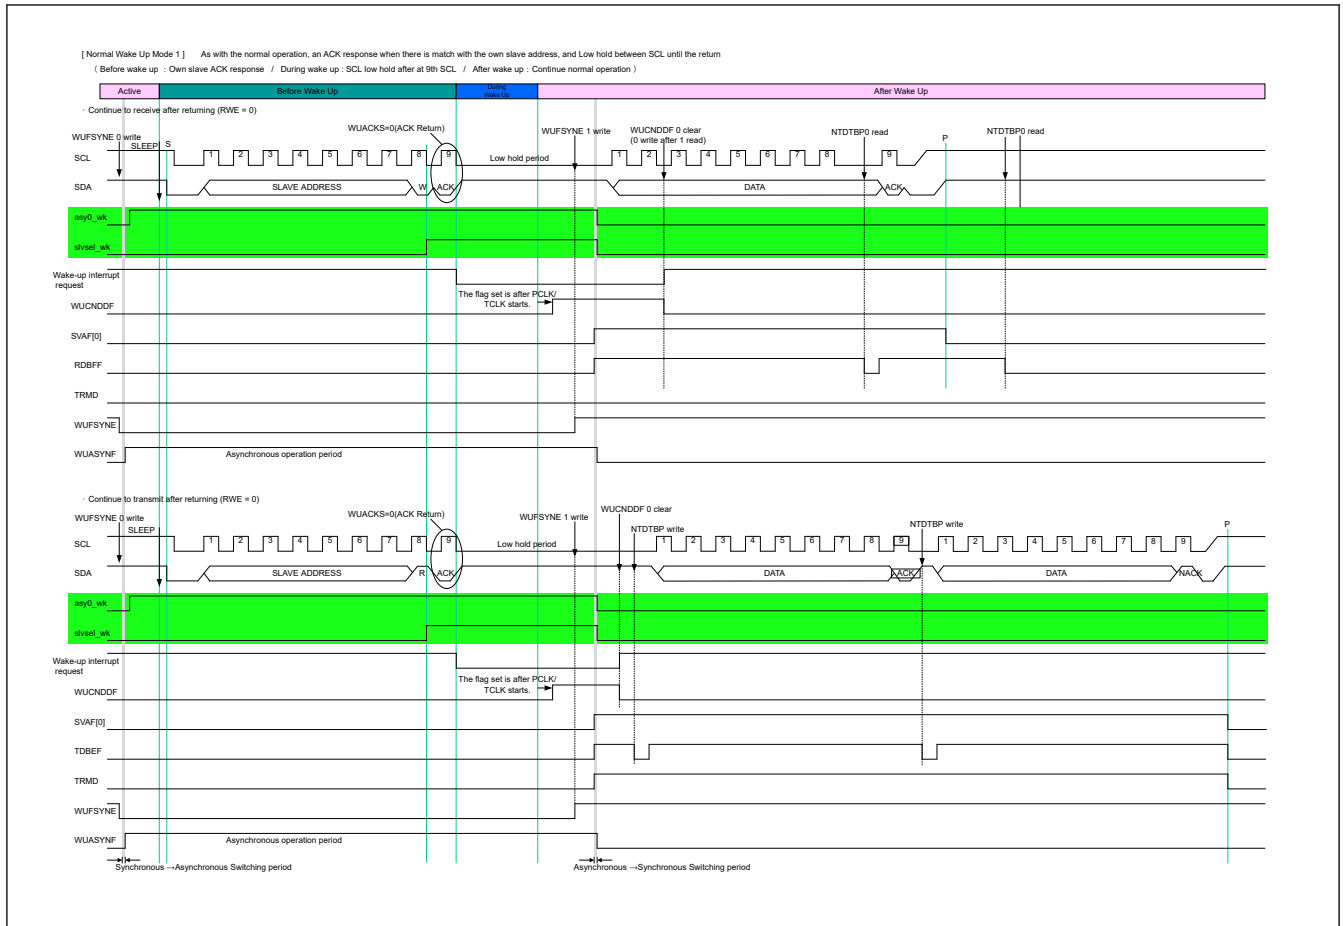 [ Normal Wake Up Mode 1 ] As with the normal operation, an ACK response when there is match with the own slave address, and Low hold between SCL until the return
( Before wake up : Own slave ACK response / During wake up : SCL low hold after at 9th SCL / After wake up : Continue normal operation )
Active Before Wake Up During Wake Up After Wake Up
· Continue to receive after returning (RWE = 0)
WUFSYNE 0 write SLEEP S WUACKS=0(ACK Return) WUFSYNE 1 write WUCNDDF 0 clear (0 write after 1 read) NTDTBP0 read P NTDTBP0 read
SCL 1 2 3 4 5 6 7 8 9 Low hold period 1 2 3 4 5 6 7 8 9
SDA SLAVE ADDRESS W ACK DATA ACK
asy0_wk
slvsel_wk
Wake-up interrupt
request
The flag set is after PCLK/
TCLK starts.
WUCNDDF
SVAF[0]
RDBFF
TRMD
WUFSYNE
WUASYNF Asynchronous operation period
· Continue to transmit after returning (RWE = 0)
WUFSYNE 0 write SLEEP WUACKS=0(ACK Return) WUFSYNE 1 write WUCNDDF 0 clear NTDTBP write NTDTBP write P
SCL 1 2 3 4 5 6 7 8 9 Low hold period 1 2 3 4 5 6 7 8 9 1 2 3 4 5 6 7 8 9
SDA SLAVE ADDRESS R ACK DATA ACK DATA NACK
asy0_wk
slvsel_wk
Wake-up interrupt
request
The flag set is after PCLK/
TCLK starts.
WUCNDDF
SVAF[0]
TDBEF
TRMD
WUFSYNE
WUASYNF Asynchronous operation period
Synchronous →Asynchronous Switching period Asynchronous →Synchronous Switching period